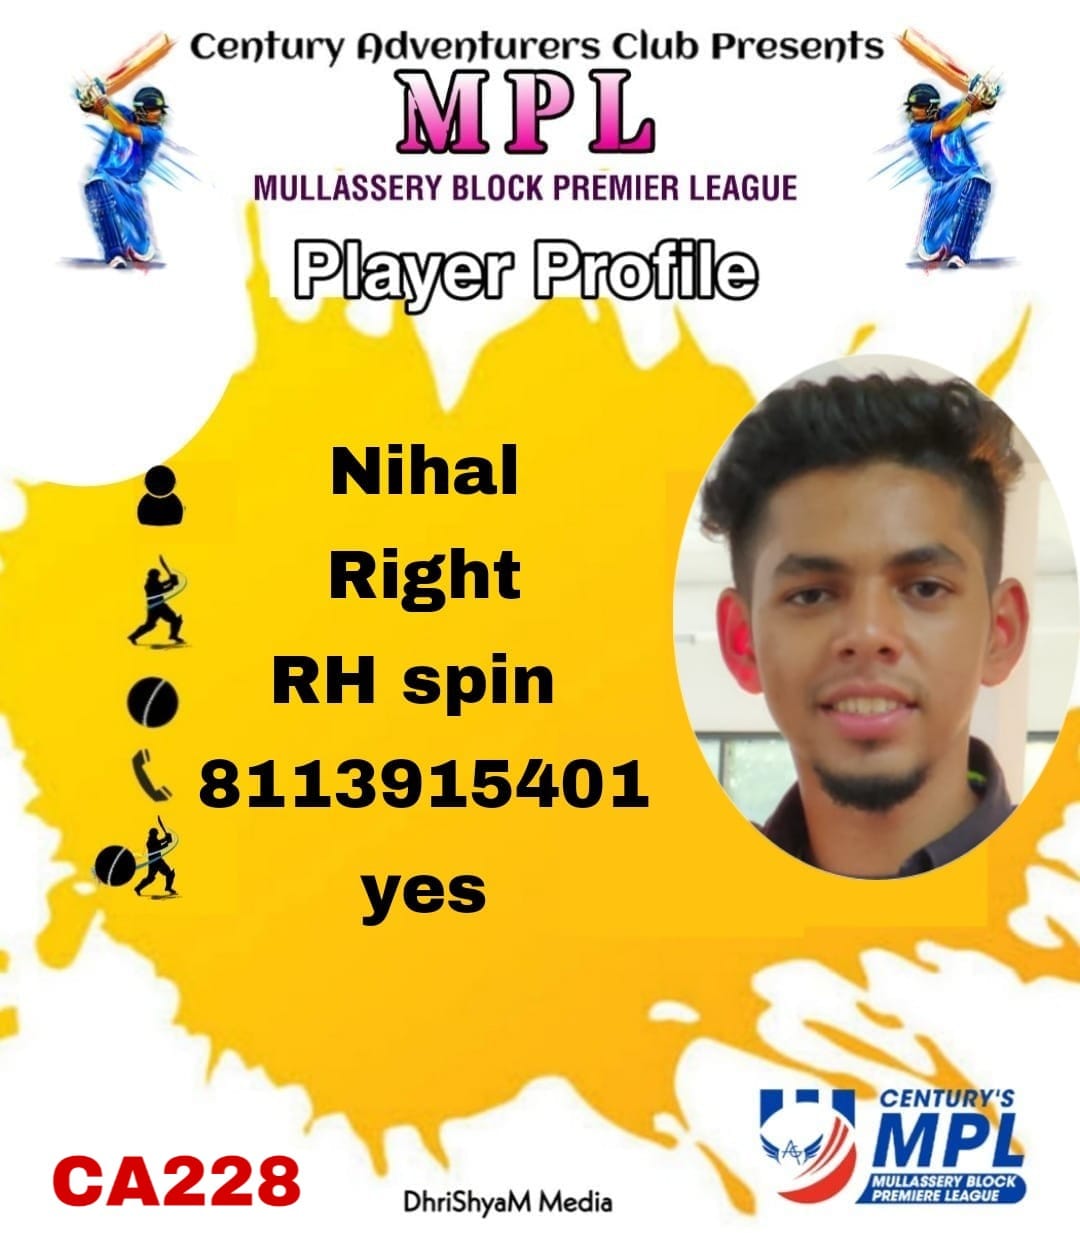 Century Adventurers Club Presents
MPL
MULLASSERY BLOCK PREMIER LEAGUE
Player Profile
Nihal
Right
RH spin
8113915401
yes
CENTURY'S
MPL
MULLASSERY BLOCK
PREMIERE LEAGUE
CA228
DhriShyaM Media